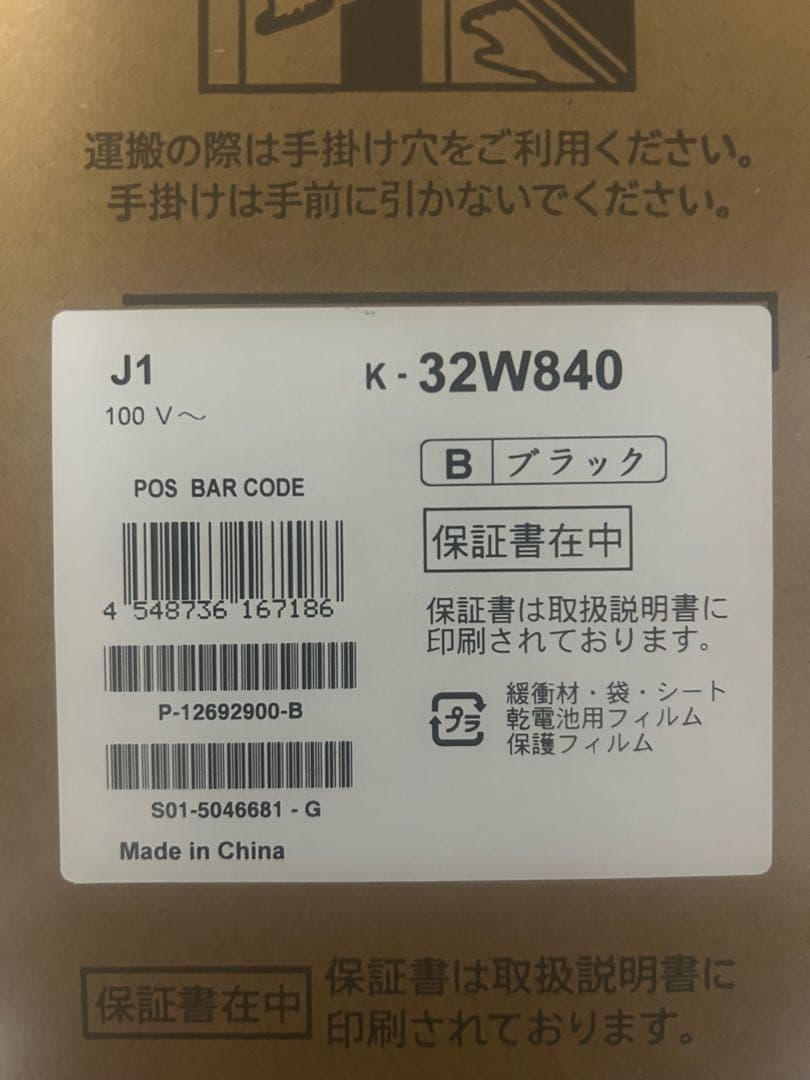 運搬の際は手掛け穴をご利用ください。
手掛けは手前に引かないでください。
J1
K - 32W840
100 V～
B ブラック
POS BAR CODE
4 548736 167186
保証書在中
保証書は取扱説明書に
印刷されております。
P-12692900-B
プラ
緩衝材・袋・シート
乾電池用フィルム
保護フィルム
S01-5046681 - G
Made in China
保証書在中
保証書は取扱説明書に
印刷されております。